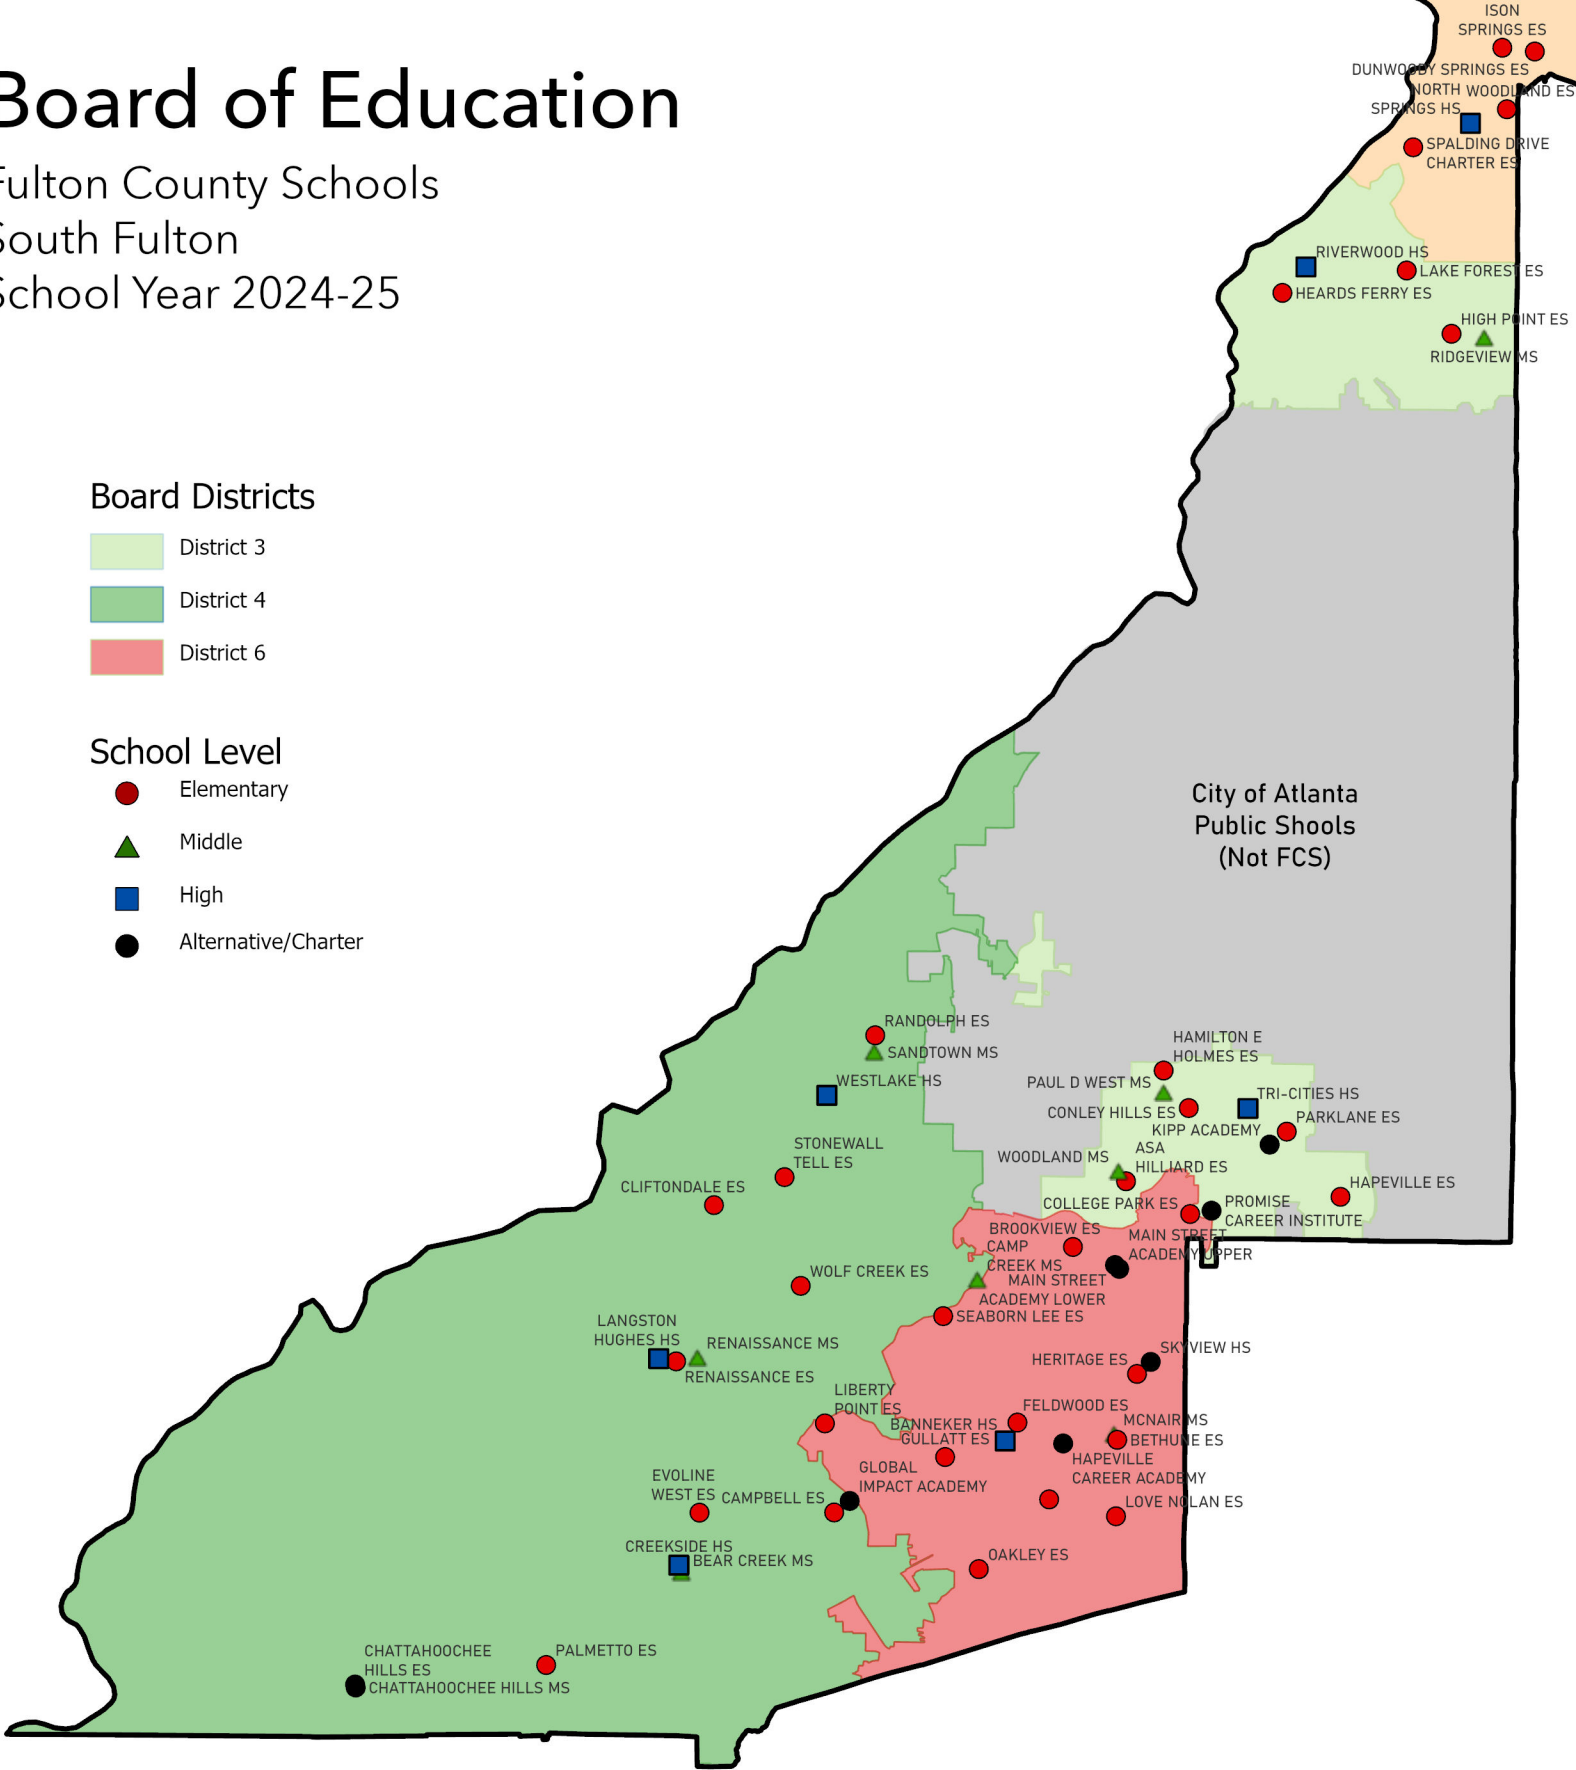 Board of Education
Fulton County Schools
South Fulton
School Year 2024-25
Board Districts
District 3
District 4
District 6
School Level
Elementary
Middle
High
Alternative/Charter
ISON
SPRINGS ES
DUNWOODY SPRINGS ES
NORTH
SPRINGS HS
WOODLAND ES
SPALDING DRIVE
CHARTER ES
RIVERWOOD HS
LAKE FOREST ES
HEARDS FERRY ES
HIGH POINT ES
RIDGEVIEW MS
City of Atlanta
Public Shools
(Not FCS)
RANDOLPH ES
SANDTOWN MS
WESTLAKE HS
HAMILTON E
HOLMES ES
PAUL D WEST MS
TRI-CITIES HS
CONLEY HILLS ES
PARKLANE ES
KIPP ACADEMY
STONEWALL
TELL ES
WOODLAND MS
ASA
HILLIARD ES
CLIFTONDALE ES
HAPEVILLE ES
COLLEGE PARK ES
PROMISE
CAREER INSTITUTE
BROOKVIEW ES
MAIN STREET
ACADEMY UPPER
CAMP
CREEK MS
WOLF CREEK ES
MAIN STREET
ACADEMY LOWER
SEABORN LEE ES
LANGSTON
HUGHES HS
RENAISSANCE MS
RENAISSANCE ES
SKYVIEW HS
HERITAGE ES
LIBERTY
POINT ES
FELDWOOD ES
BANNEKER HS
MCNAIR MS
GULLATT ES
BETHUNE ES
GLOBAL
IMPACT ACADEMY
HAPEVILLE
CAREER ACADEMY
EVOLINE
WEST ES
CAMPBELL ES
LOVE NOLAN ES
CREEKSIDE HS
BEAR CREEK MS
OAKLEY ES
CHATTAHOOCHEE
HILLS ES
PALMETTO ES
CHATTAHOOCHEE HILLS MS